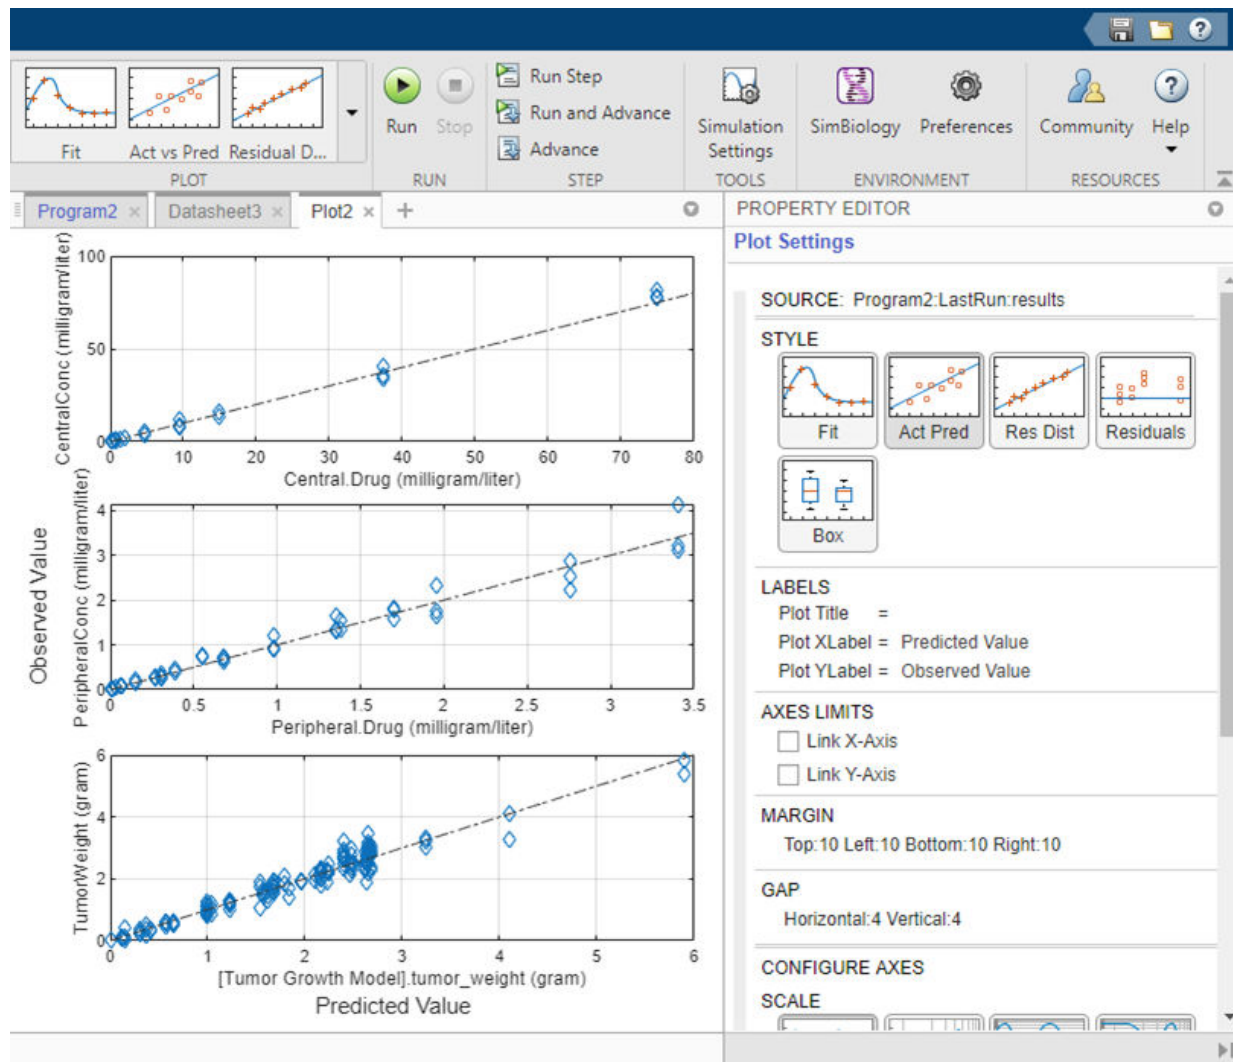 Fit Act vs Pred Residual D...
PLOT
Run Stop
RUN
Run Step
Run and Advance
Advance
STEP
Simulation Settings
TOOLS
SimBiology Preferences
ENVIRONMENT
Community Help
RESOURCES
Program2 × Datasheet3 × Plot2 × +
CentralConc (milligram/liter)
100
50
0
0 10 20 30 40 50 60 70 80
Central.Drug (milligram/liter)
Observed Value
PeripheralConc (milligram/liter)
4
3
2
1
0
0 0.5 1 1.5 2 2.5 3 3.5
Peripheral.Drug (milligram/liter)
TumorWeight (gram)
6
4
2
0
0 1 2 3 4 5 6
[Tumor Growth Model].tumor_weight (gram)
Predicted Value
PROPERTY EDITOR
Plot Settings
SOURCE: Program2:LastRun:results
STYLE
Fit Act Pred Res Dist Residuals
Box
LABELS
Plot Title =
Plot XLabel = Predicted Value
Plot YLabel = Observed Value
AXES LIMITS
Link X-Axis
Link Y-Axis
MARGIN
Top:10 Left:10 Bottom:10 Right:10
GAP
Horizontal:4 Vertical:4
CONFIGURE AXES
SCALE